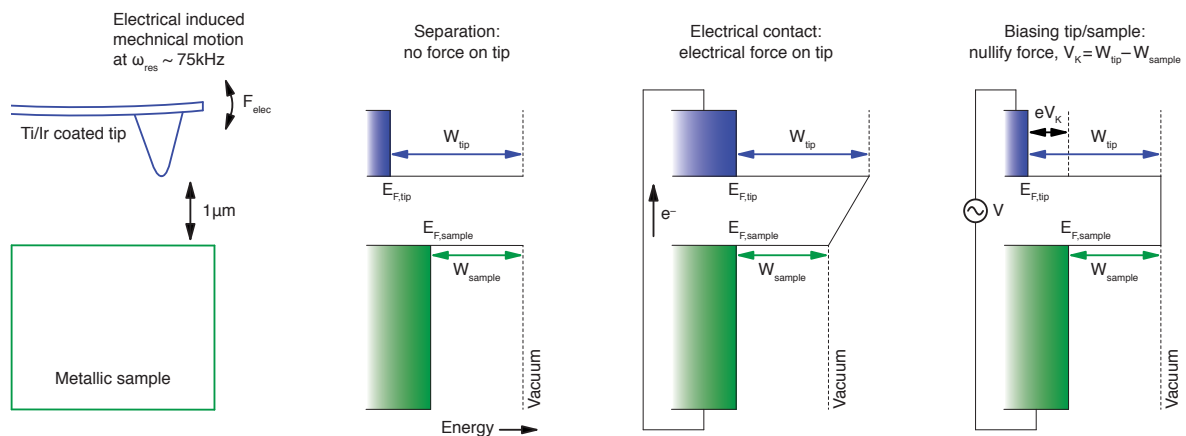 Electrical induced
mechnical motion
at ω_res ~ 75kHz
F_elec
Ti/Ir coated tip
1μm
Metallic sample
Separation:
no force on tip
W_tip
E_F,tip
E_F,sample
W_sample
Vacuum
Energy
Electrical contact:
electrical force on tip
W_tip
E_F,tip
e⁻
E_F,sample
W_sample
Vacuum
Biasing tip/sample:
nullify force, V_K=W_tip–W_sample
eV_K
W_tip
E_F,tip
V
E_F,sample
W_sample
Vacuum